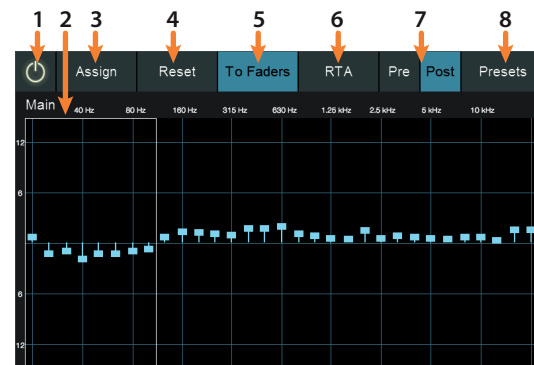 1 2 3 4 5 6 7 8
Assign Reset To Faders RTA Pre Post Presets
Main 40 Hz 80 Hz 160 Hz 315 Hz 630 Hz 1.25 kHz 2.5 kHz 5 kHz 10 kHz
12
6
6
12